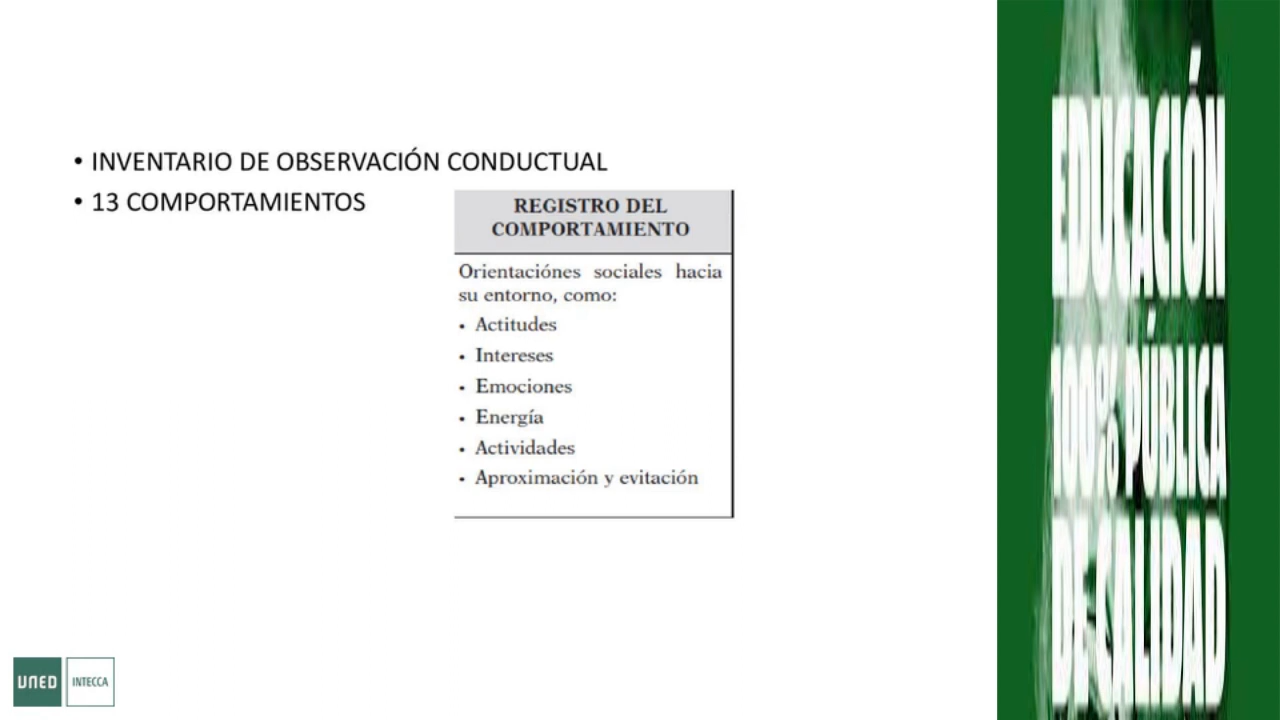 • INVENTARIO DE OBSERVACIÓN CONDUCTUAL
• 13 COMPORTAMIENTOS
REGISTRO DEL
COMPORTAMIENTO
Orientaciónes sociales hacia
su entorno, como:
• Actitudes
• Intereses
• Emociones
• Energía
• Actividades
• Aproximación y evitación
EDUCACIÓN
100% PÚBLICA
DE CALIDAD
UNED
INTECCA